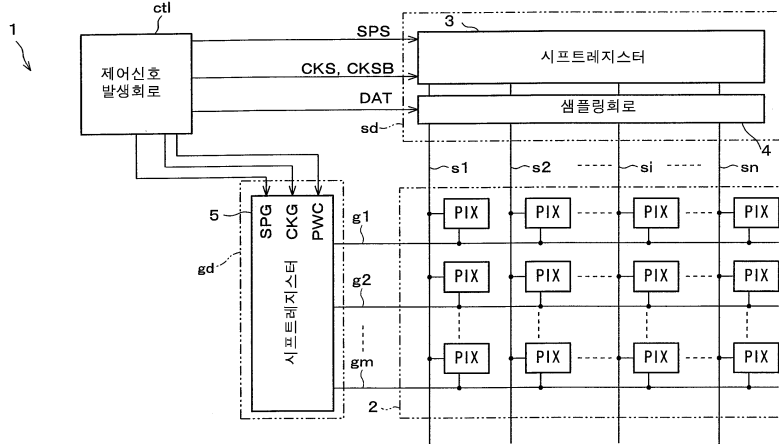 ctl
1
제어신호
발생회로
SPS
CKS, CKSB
DAT
3
시프트레지스터
샘플링회로
sd
4
s1 s2 si sn
5
SPG
CKG
PWC
시프트레지스터
gd
g1
PIX PIX PIX PIX
g2
PIX PIX PIX PIX
gm
PIX PIX PIX PIX
2